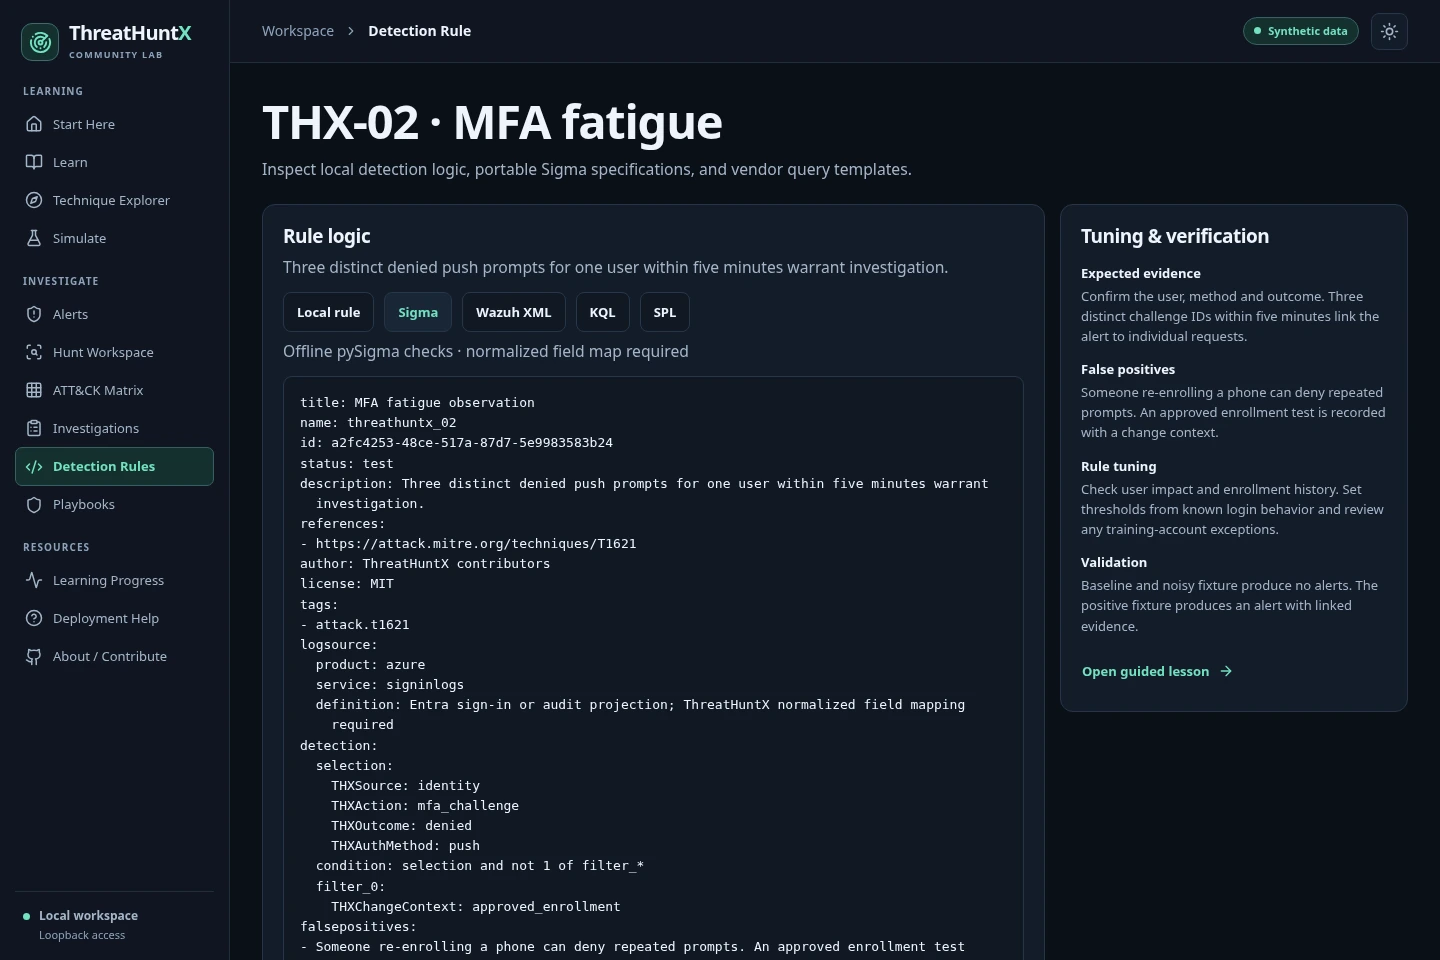 ThreatHuntX
COMMUNITY LAB
LEARNING
Start Here
Learn
Technique Explorer
Simulate
INVESTIGATE
Alerts
Hunt Workspace
ATT&CK Matrix
Investigations
Detection Rules
Playbooks
RESOURCES
Learning Progress
Deployment Help
About / Contribute
Local workspace
Loopback access
Workspace > Detection Rule
Synthetic data
THX-02 · MFA fatigue
Inspect local detection logic, portable Sigma specifications, and vendor query templates.
Rule logic
Three distinct denied push prompts for one user within five minutes warrant investigation.
Local rule Sigma Wazuh XML KQL SPL
Offline pySigma checks · normalized field map required
title: MFA fatigue observation
name: threathuntx_02
id: a2fc4253-48ce-517a-87d7-5e9983583b24
status: test
description: Three distinct denied push prompts for one user within five minutes warrant
  investigation.
references:
- https://attack.mitre.org/techniques/T1621
author: ThreatHuntX contributors
license: MIT
tags:
- attack.t1621
logsource:
  product: azure
  service: signinlogs
  definition: Entra sign-in or audit projection; ThreatHuntX normalized field mapping
    required
detection:
  selection:
    THXSource: identity
    THXAction: mfa_challenge
    THXOutcome: denied
    THXAuthMethod: push
  condition: selection and not 1 of filter_*
  filter_0:
    THXChangeContext: approved_enrollment
falsepositives:
- Someone re-enrolling a phone can deny repeated prompts. An approved enrollment test
Tuning & verification
Expected evidence
Confirm the user, method and outcome. Three
distinct challenge IDs within five minutes link the
alert to individual requests.
False positives
Someone re-enrolling a phone can deny repeated
prompts. An approved enrollment test is recorded
with a change context.
Rule tuning
Check user impact and enrollment history. Set
thresholds from known login behavior and review
any training-account exceptions.
Validation
Baseline and noisy fixture produce no alerts. The
positive fixture produces an alert with linked
evidence.
Open guided lesson →